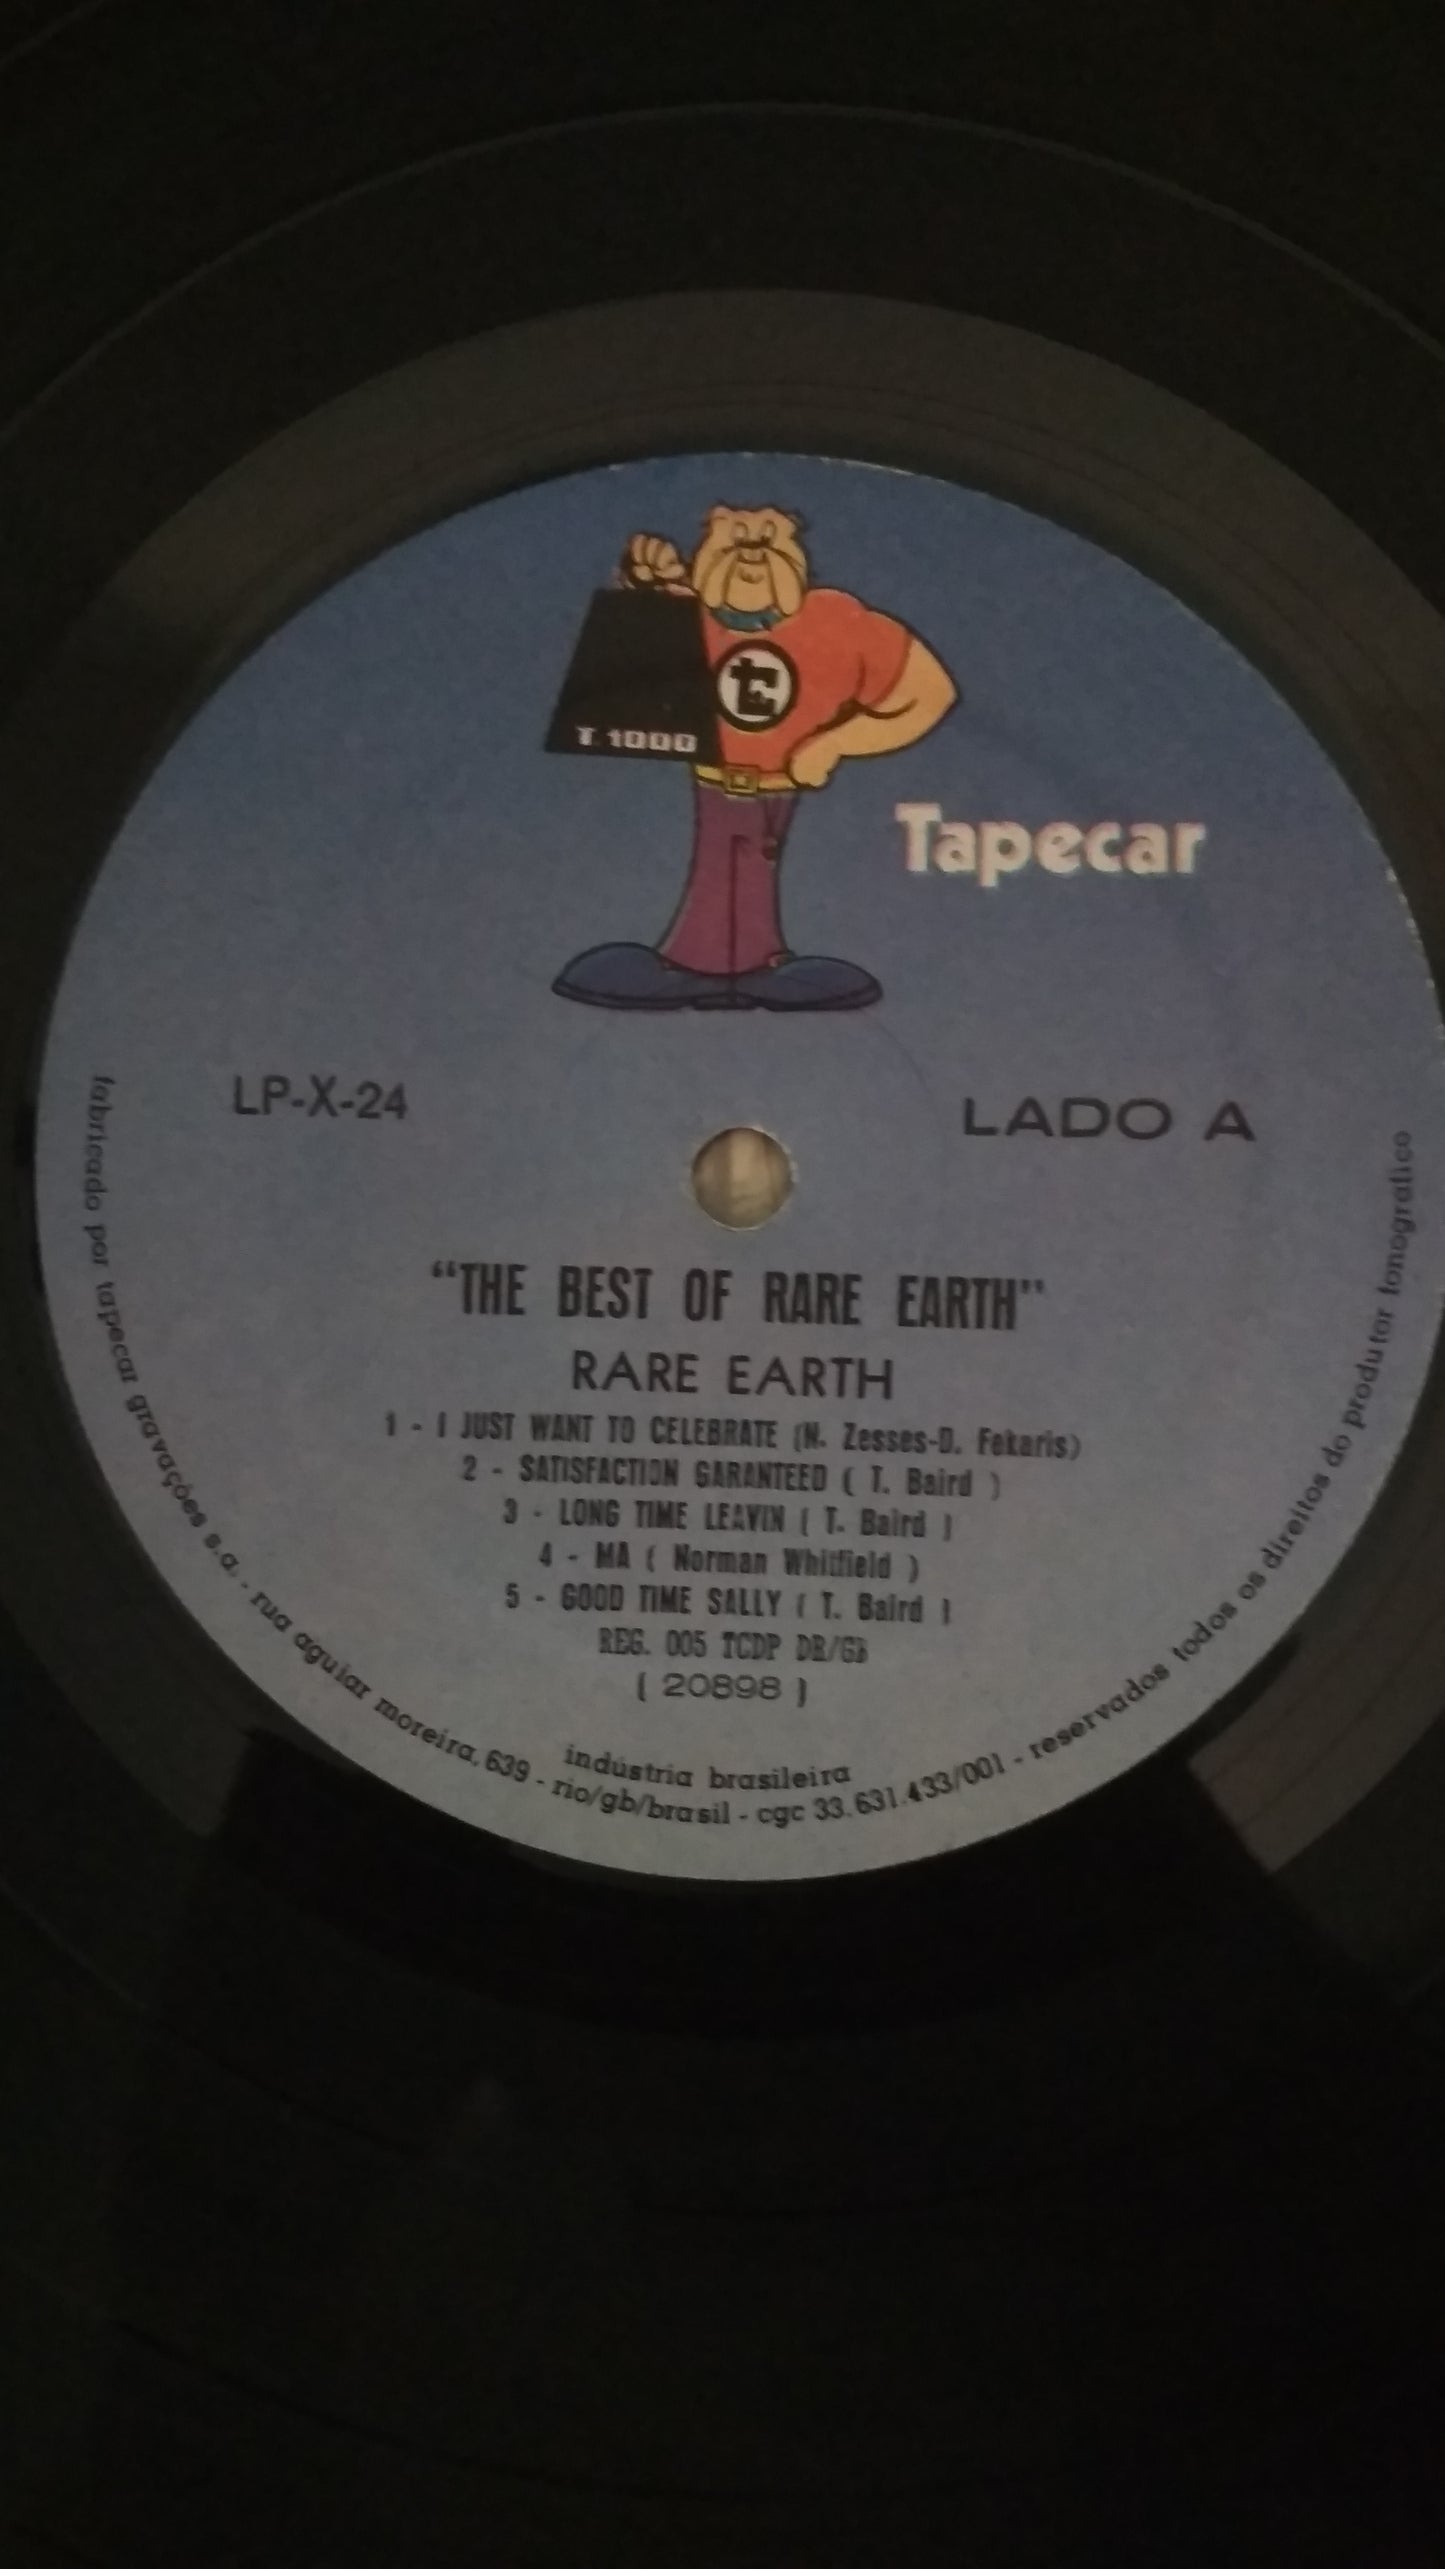 T. 1000
Tapecar
LP-X-24
LADO A
"THE BEST OF RARE EARTH"
RARE EARTH
1 - I JUST WANT TO CELEBRATE (N. Zesses-D. Fekaris)
2 - SATISFACTION GARANTEED ( T. Baird )
3 - LONG TIME LEAVIN ( T. Baird )
4 - MA ( Norman Whitfield )
5 - GOOD TIME SALLY ( T. Baird )
REG. 005 TCDP DR/Gb
( 20898 )
indústria brasileira
fabricado por tapecar gravações s.a. - rua aguiar moreira, 639 - rio/gb/brasil - cgc 33.631.433/001 - reservados todos os direitos do produtor fonografico